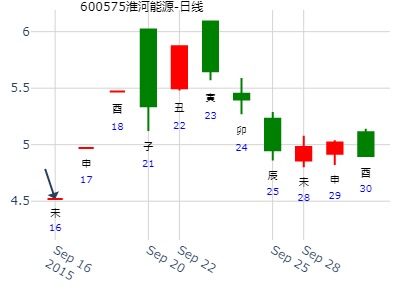 600575淮河能源-日线
6
5.5
5
4.5
未
16
申
17
酉
18
子
21
丑
22
寅
23
卯
24
辰
25
未
28
申
29
酉
30
Sep 16
2015
Sep 20
Sep 22
Sep 25
Sep 28